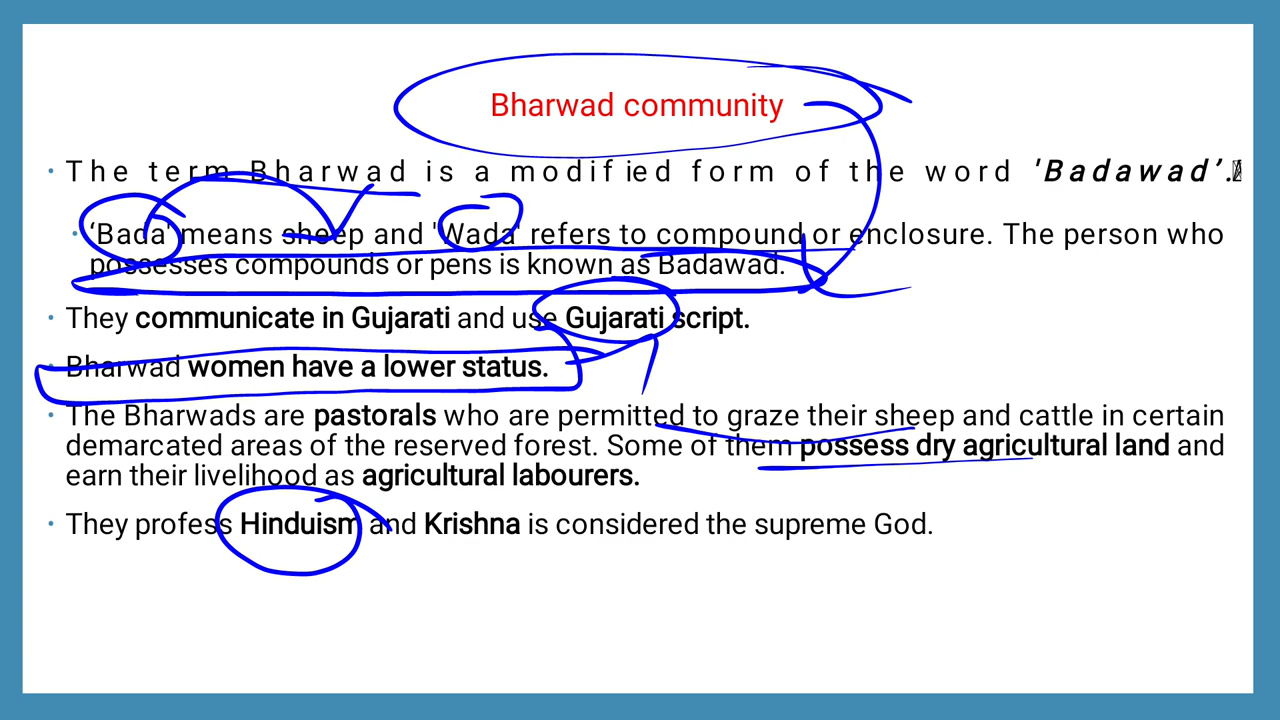 Bharwad community
• The term Bharwad is a modified form of the word 'Badawad'.
• 'Bada' means sheep and 'Wada' refers to compound or enclosure. The person who
possesses compounds or pens is known as Badawad.
• They communicate in Gujarati and use Gujarati script.
• Bharwad women have a lower status.
• The Bharwads are pastorals who are permitted to graze their sheep and cattle in certain
demarcated areas of the reserved forest. Some of them possess dry agricultural land and
earn their livelihood as agricultural labourers.
• They profess Hinduism and Krishna is considered the supreme God.